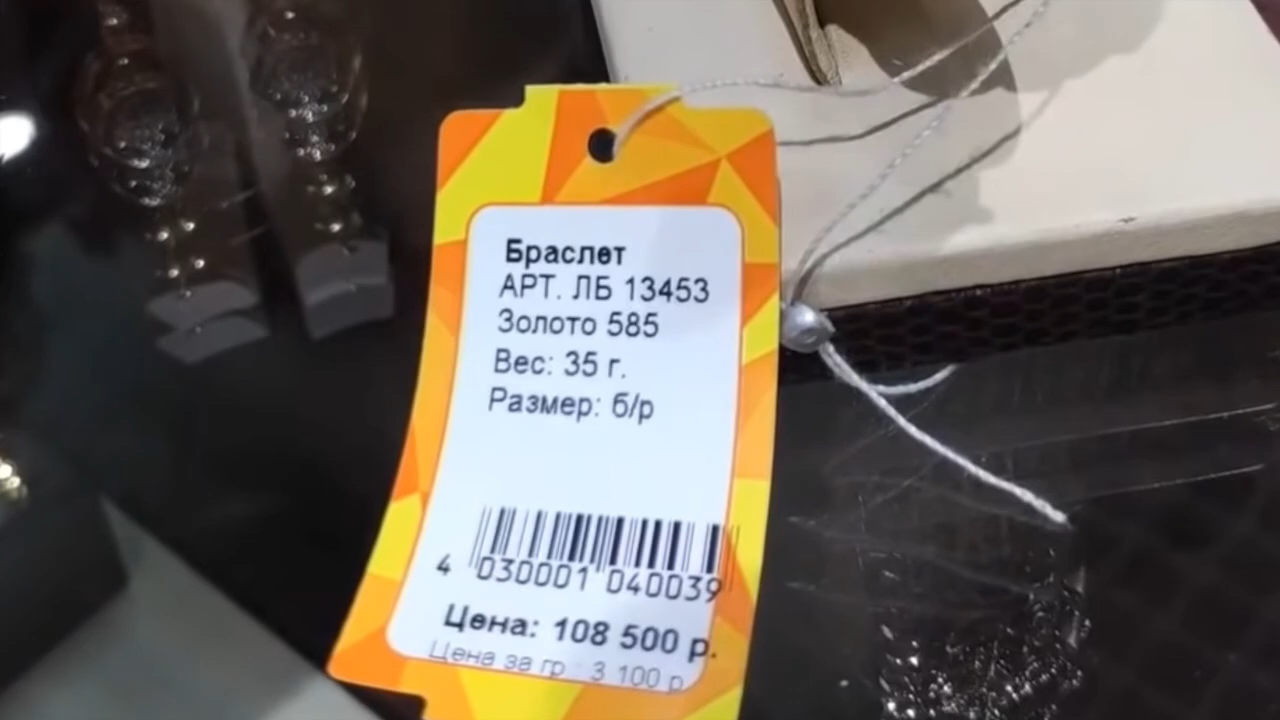 Браслет
АРТ. ЛБ 13453
Золото 585
Вес: 35 г.
Размер: б/р
4 030001 040039
Цена: 108 500 р.
Цена за гр.: 3 100 р